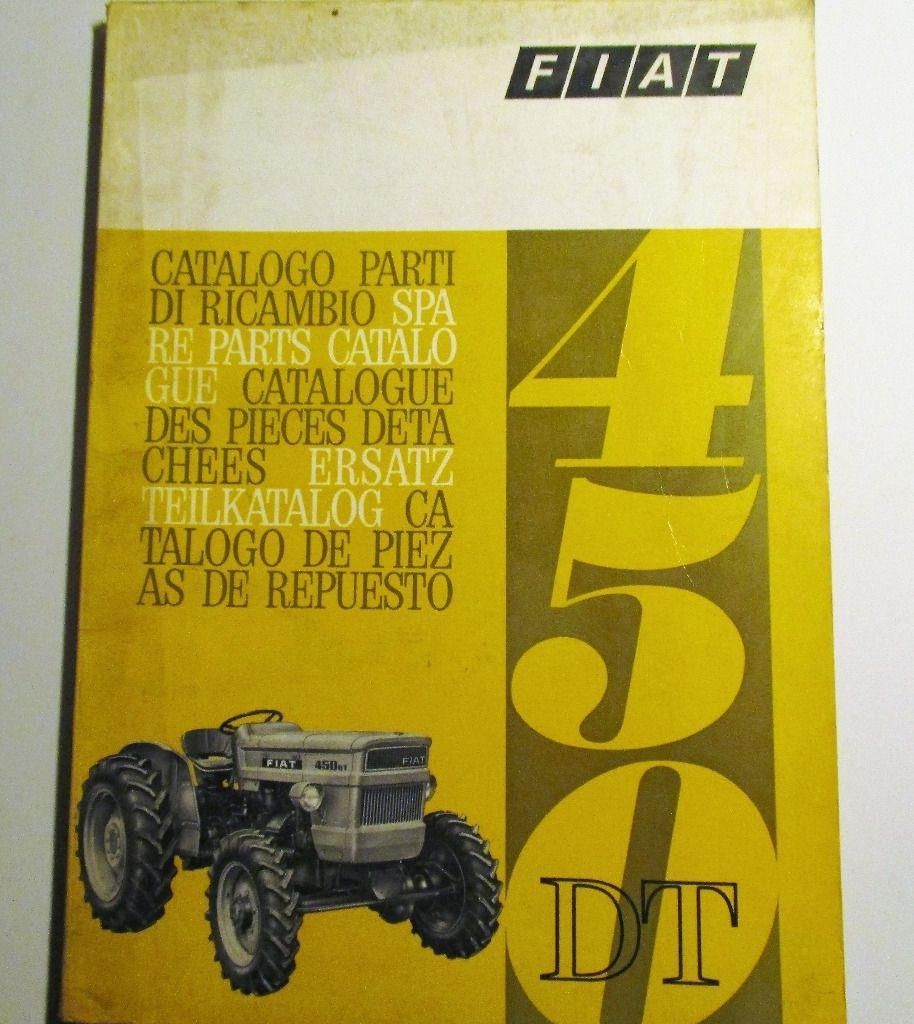 FIAT
CATALOGO PARTI
DI RICAMBIO SPA
RE PARTS CATALO
GUE CATALOGUE
DES PIECES DETA
CHEES ERSATZ
TEILKATALOG CA
TALOGO DE PIEZ
AS DE REPUESTO
450
DT
FIAT 450DT FIAT